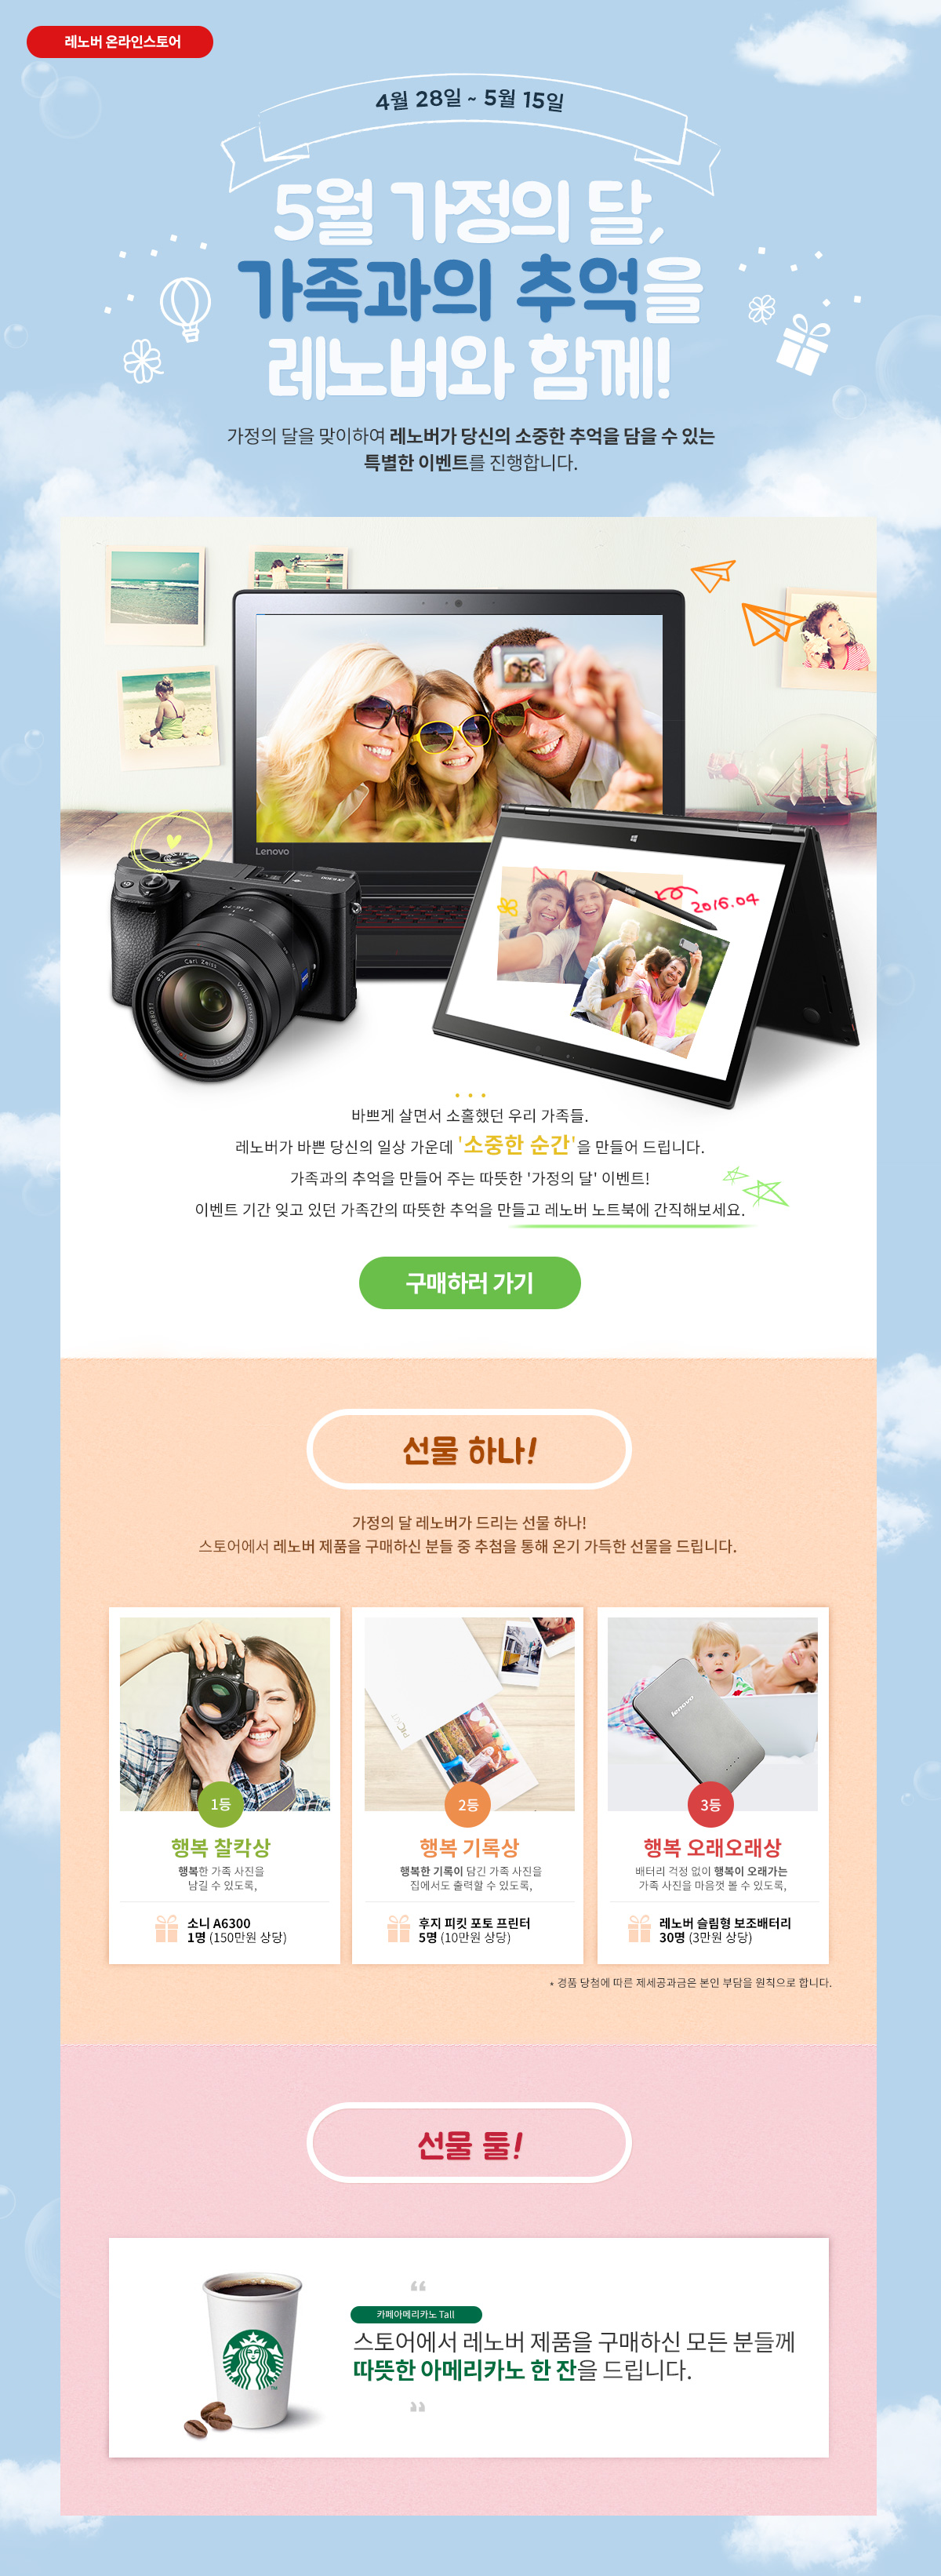 레노버 온라인스토어
4월 28일 ~ 5월 15일
5월 가정의 달,
가족과의 추억을
레노버와 함께!
가정의 달을 맞이하여 레노버가 당신의 소중한 추억을 담을 수 있는
특별한 이벤트를 진행합니다.
Lenovo
2016.04
Carl Zeiss
바쁘게 살면서 소홀했던 우리 가족들.
레노버가 바쁜 당신의 일상 가운데 '소중한 순간'을 만들어 드립니다.
가족과의 추억을 만들어 주는 따뜻한 '가정의 달' 이벤트!
이벤트 기간 잊고 있던 가족간의 따뜻한 추억을 만들고 레노버 노트북에 간직해보세요.
구매하러 가기
선물 하나!
가정의 달 레노버가 드리는 선물 하나!
스토어에서 레노버 제품을 구매하신 분들 중 추첨을 통해 온기 가득한 선물을 드립니다.
lenovo
1등
행복 찰칵상
행복한 가족 사진을
남길 수 있도록,
소니 A6300
1명 (150만원 상당)
2등
행복 기록상
행복한 기록이 담긴 가족 사진을
집에서도 출력할 수 있도록,
후지 피킷 포토 프린터
5명 (10만원 상당)
3등
행복 오래오래상
배터리 걱정 없이 행복이 오래가는
가족 사진을 마음껏 볼 수 있도록,
레노버 슬림형 보조배터리
30명 (3만원 상당)
* 경품 당첨에 따른 제세공과금은 본인 부담을 원칙으로 합니다.
선물 둘!
“
카페아메리카노 Tall
스토어에서 레노버 제품을 구매하신 모든 분들께
따뜻한 아메리카노 한 잔을 드립니다.
”